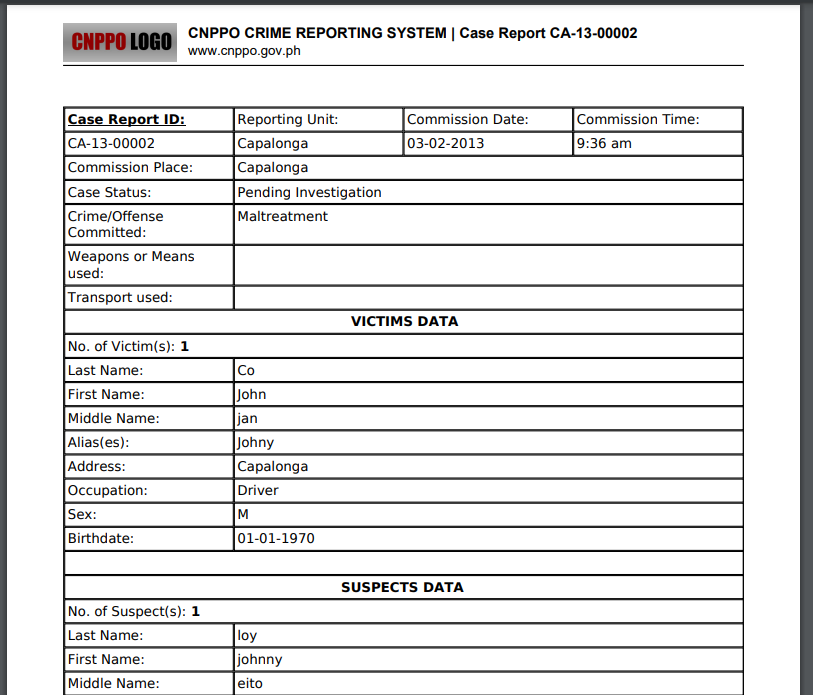 CNPPO LOGO
CNPPO CRIME REPORTING SYSTEM | Case Report CA-13-00002
www.cnppo.gov.ph
Case Report ID: Reporting Unit: Commission Date: Commission Time:
CA-13-00002 Capalonga 03-02-2013 9:36 am
Commission Place: Capalonga
Case Status: Pending Investigation
Crime/Offense Maltreatment
Committed:
Weapons or Means
used:
Transport used:
VICTIMS DATA
No. of Victim(s): 1
Last Name: Co
First Name: John
Middle Name: jan
Alias(es): Johny
Address: Capalonga
Occupation: Driver
Sex: M
Birthdate: 01-01-1970
SUSPECTS DATA
No. of Suspect(s): 1
Last Name: loy
First Name: johnny
Middle Name: eito